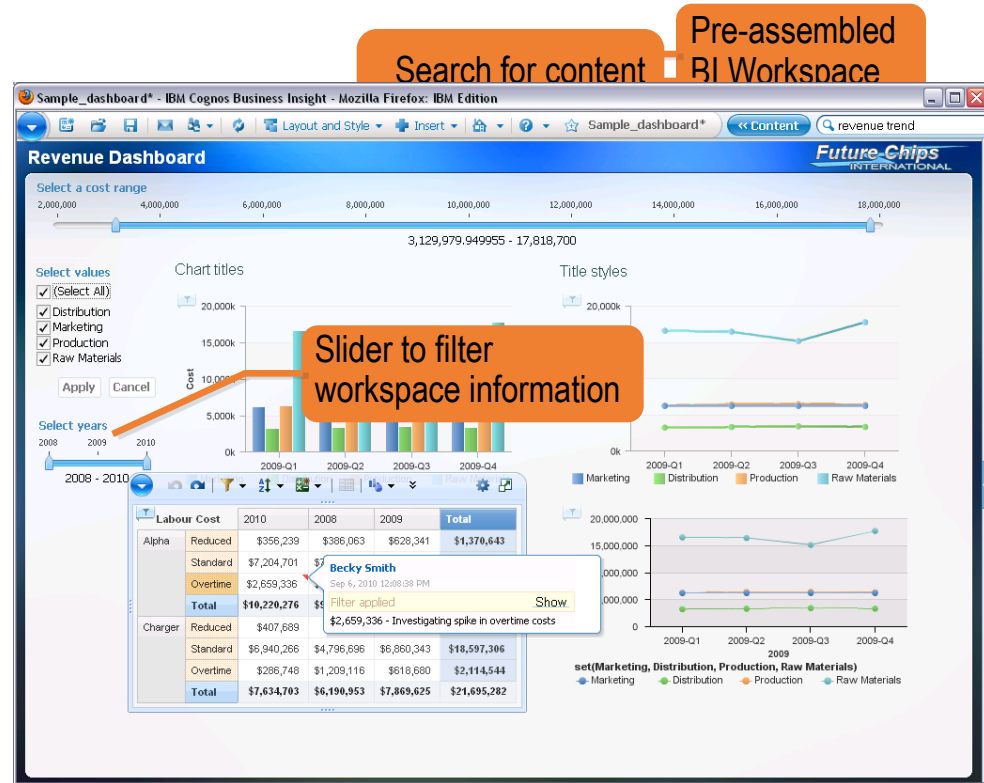 Pre-assembled
BI Workspace
Search for content
Sample_dashboard* - IBM Cognos Business Insight - Mozilla Firefox: IBM Edition
Layout and Style Insert Sample_dashboard* «Content revenue trend
Revenue Dashboard
Future-Chips
INTERNATIONAL
Select a cost range
2,000,000 4,000,000 6,000,000 8,000,000 10,000,000 12,000,000 14,000,000 16,000,000 18,000,000
3,129,979.949955 - 17,818,700
Select values
(Select All)
Distribution
Marketing
Production
Raw Materials
Apply Cancel
Select years
2008 2009 2010
2008 - 2010
Chart titles
20,000k
15,000k
10,000k
5,000k
0k
Cost
2009-Q1 2009-Q2 2009-Q3 2009-Q4
Slider to filter
workspace information
Title styles
20,000k
0k
2009-Q1 2009-Q2 2009-Q3 2009-Q4
Marketing Distribution Production Raw Materials
Labour Cost 2010 2008 2009 Total
Alpha Reduced $356,239 $386,063 $628,341 $1,370,643
Standard $7,204,701
Overtime $2,659,336
Total $10,220,276
Charger Reduced $407,689
Standard $6,940,266 $4,796,696 $6,860,343 $18,597,306
Overtime $286,748 $1,209,116 $618,680 $2,114,544
Total $7,634,703 $6,190,953 $7,869,625 $21,695,282
Becky Smith
Sep 6, 2010 12:08:38 PM
Filter applied Show
$2,659,336 - Investigating spike in overtime costs
20,000,000
15,000,000
0
2009-Q1 2009-Q2 2009-Q3 2009-Q4
2009
set(Marketing, Distribution, Production, Raw Materials)
Marketing Distribution Production Raw Materials